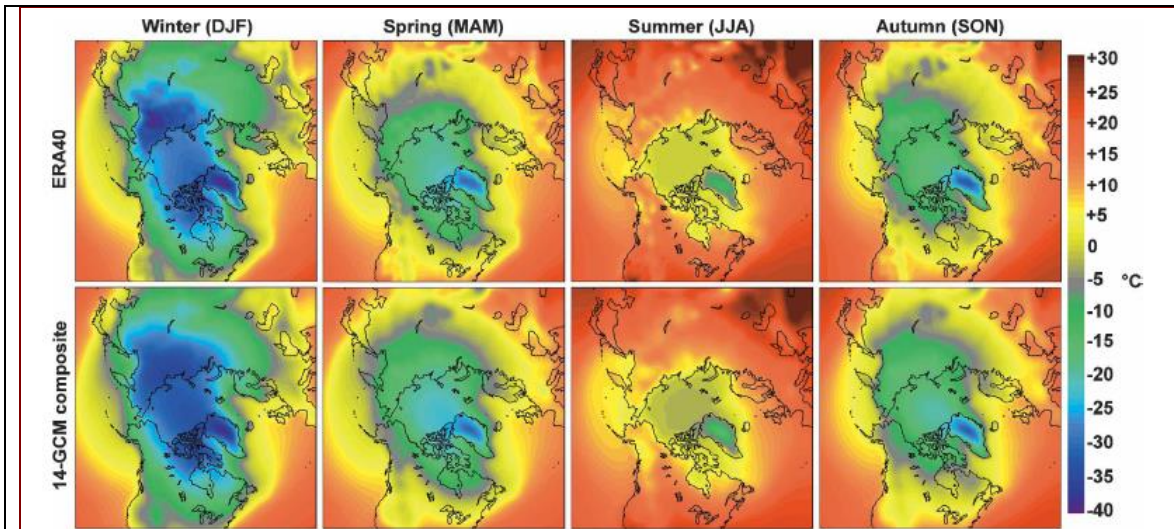 Winter (DJF)
Spring (MAM)
Summer (JJA)
Autumn (SON)
ERA40
14-GCM composite
+30
+25
+20
+15
+10
+5
0
-5
°C
-10
-15
-20
-25
-30
-35
-40